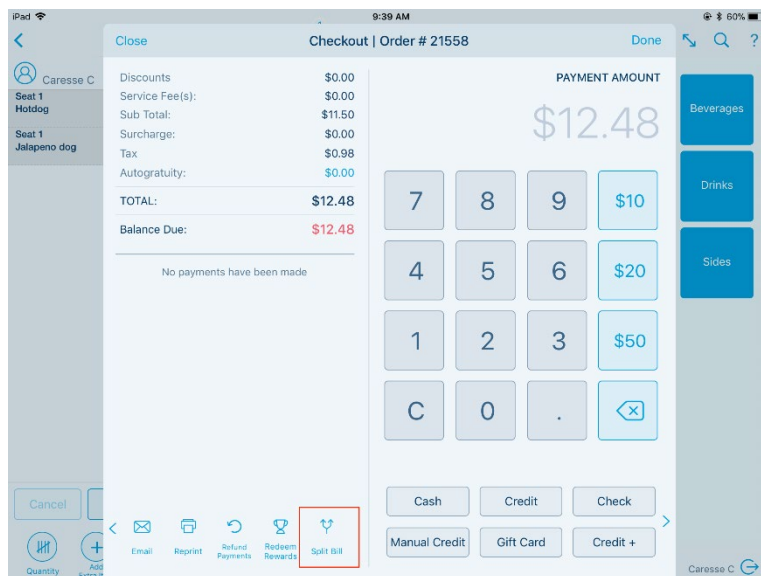 iPad
9:39 AM
60%
Close
Checkout | Order # 21558
Done
?
Caresse C
Seat 1
Hotdog
Seat 1
Jalapeno dog
Discounts $0.00
Service Fee(s): $0.00
Sub Total: $11.50
Surcharge: $0.00
Tax $0.98
Autogratuity: $0.00
TOTAL: $12.48
Balance Due: $12.48
No payments have been made
PAYMENT AMOUNT
$12.48
7 8 9 $10
4 5 6 $20
1 2 3 $50
C 0 .
Cash Credit Check
Manual Credit Gift Card Credit +
Email
Reprint
Refund
Payments
Redeem
Rewards
Split Bill
Beverages
Drinks
Sides
Cancel
Quantity
Add
Caresse C